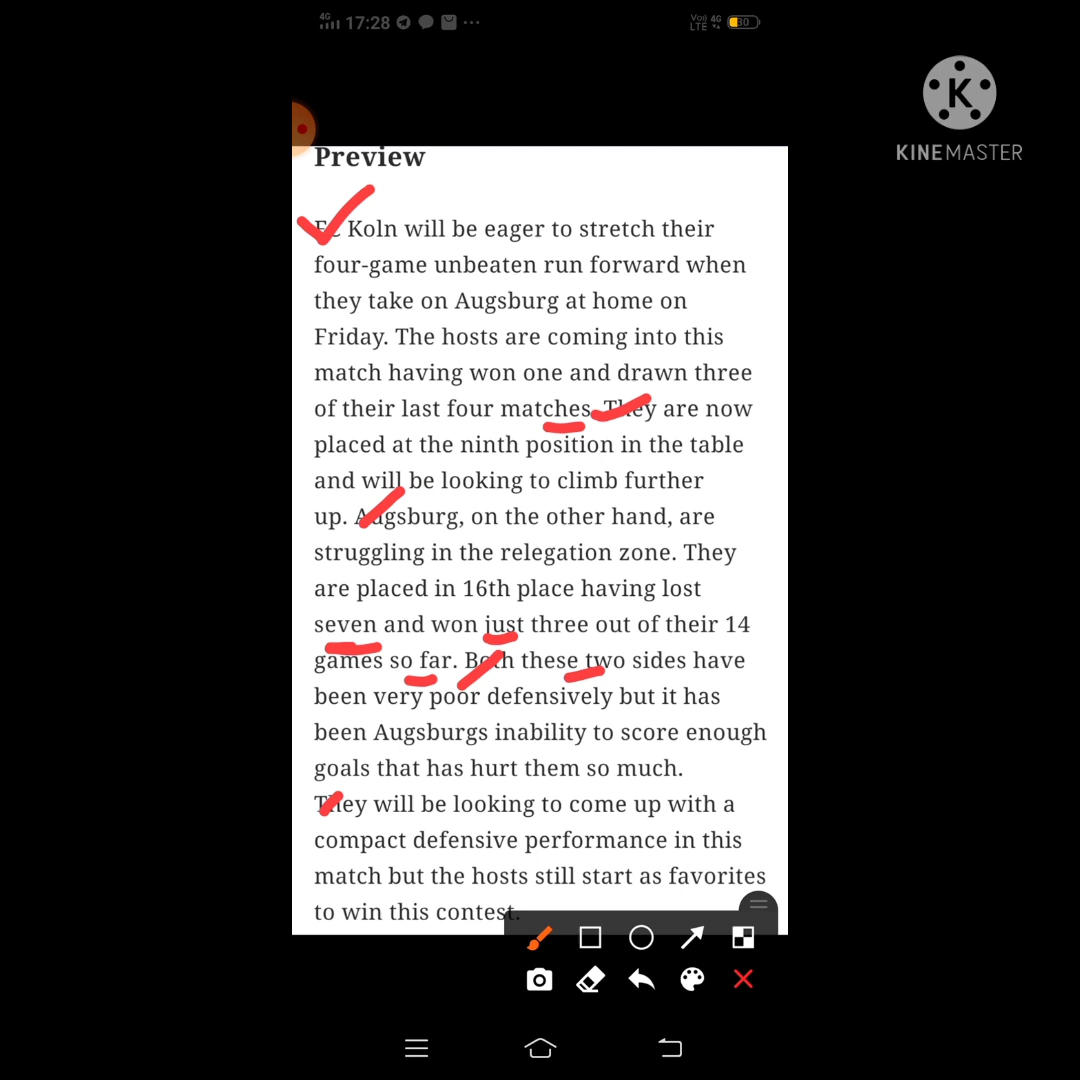 4G 17:28 ... Vo) 4G
LTE 30
K
KINEMASTER
Preview
FC Koln will be eager to stretch their
four-game unbeaten run forward when
they take on Augsburg at home on
Friday. The hosts are coming into this
match having won one and drawn three
of their last four matches. They are now
placed at the ninth position in the table
and will be looking to climb further
up. Augsburg, on the other hand, are
struggling in the relegation zone. They
are placed in 16th place having lost
seven and won just three out of their 14
games so far. Both these two sides have
been very poor defensively but it has
been Augsburgs inability to score enough
goals that has hurt them so much.
They will be looking to come up with a
compact defensive performance in this
match but the hosts still start as favorites
to win this contest.